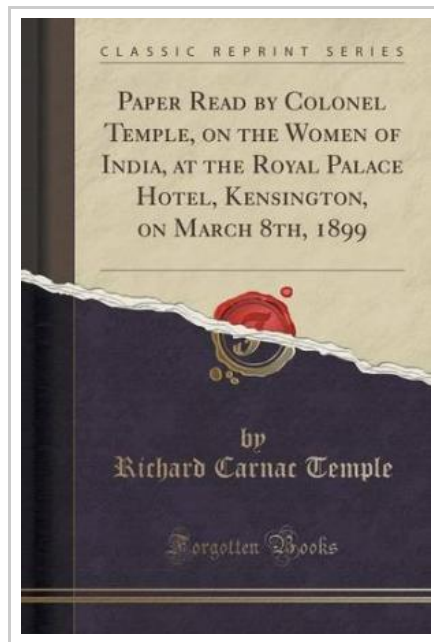 CLASSIC REPRINT SERIES
PAPER READ BY COLONEL
TEMPLE, ON THE WOMEN OF
INDIA, AT THE ROYAL PALACE
HOTEL, KENSINGTON,
ON MARCH 8TH, 1899
by
Richard Carnac Temple
Forgotten Books